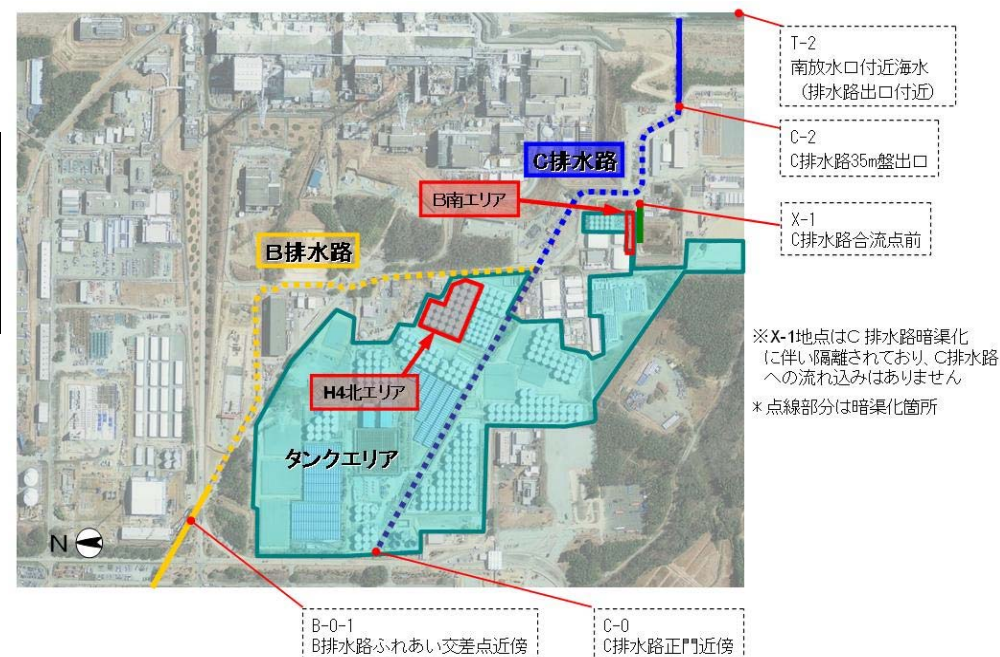 T-2
南放水口付近海水
(排水路出口付近)
C-2
C排水路35m盤出口
C排水路
B南エリア
X-1
C排水路合流点前
B排水路
※X-1地点はC排水路暗渠化
に伴い隔離されており、C排水路
への流れ込みはありません
*点線部分は暗渠化箇所
H4北エリア
タンクエリア
N
B-0-1
B排水路ふれあい交差点近傍
C-0
C排水路正門近傍